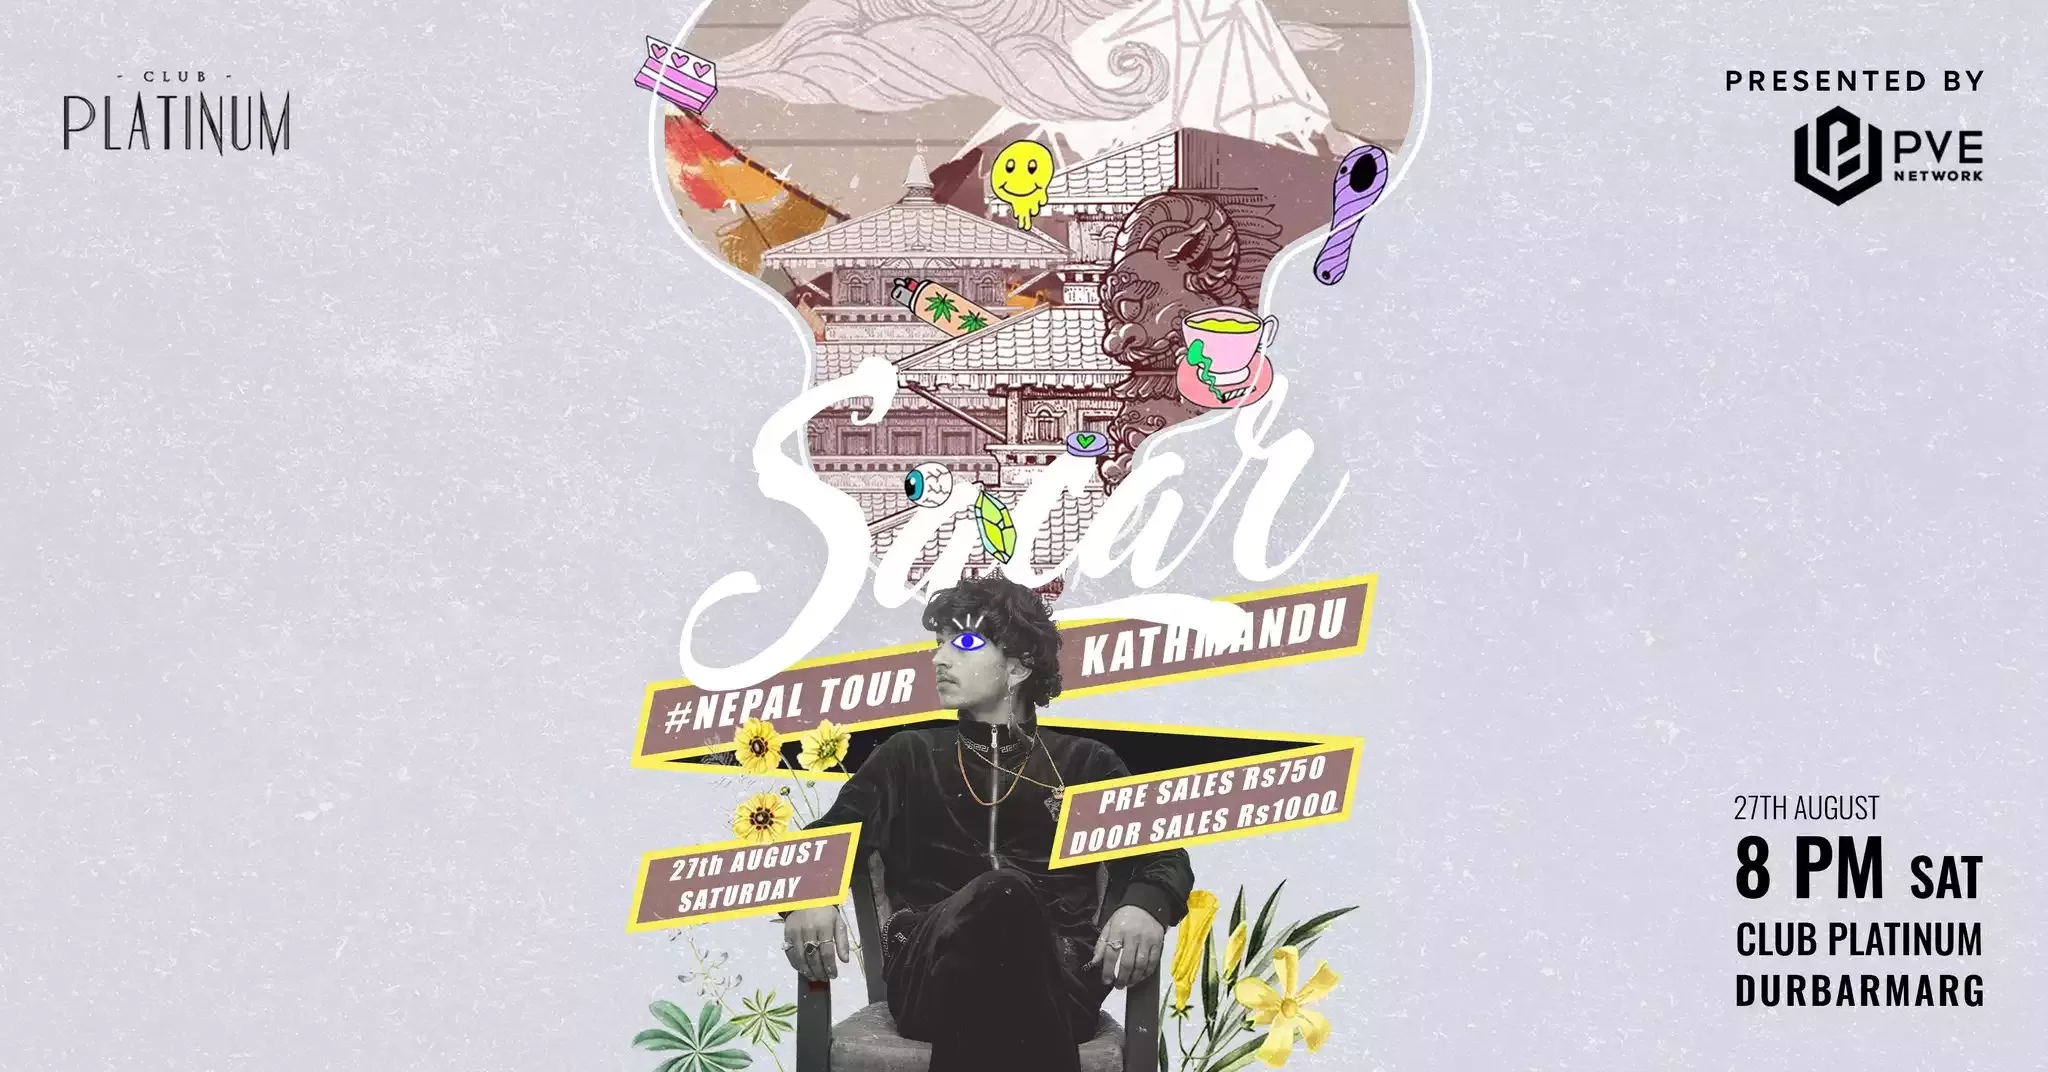 - CLUB -
PLATINUM
PRESENTED BY
PVE
NETWORK
Sacar
#NEPAL TOUR KATHMANDU
PRE SALES Rs750
DOOR SALES Rs1000
27th AUGUST
SATURDAY
27TH AUGUST
8 PM SAT
CLUB PLATINUM
DURBARMARG